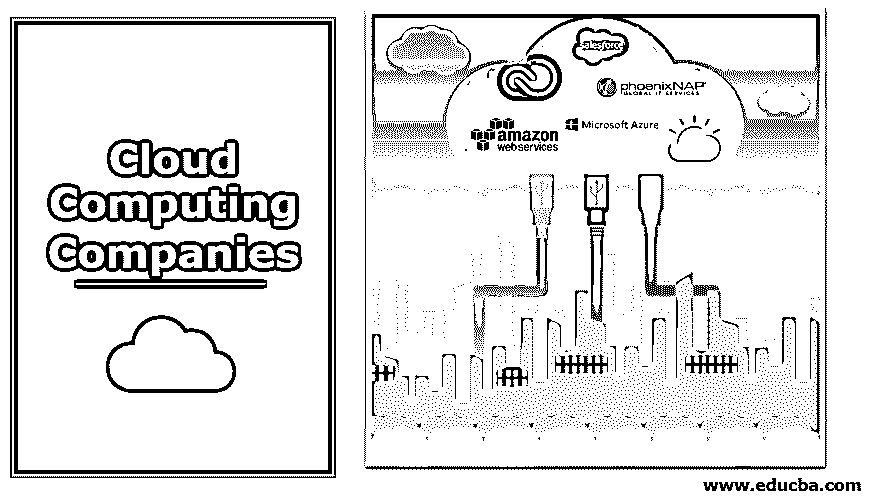 Cloud
Computing
Companies
salesforce
phoenixNAP
GLOBAL IT SERVICES
amazon
webservices
Microsoft Azure
www.educba.com